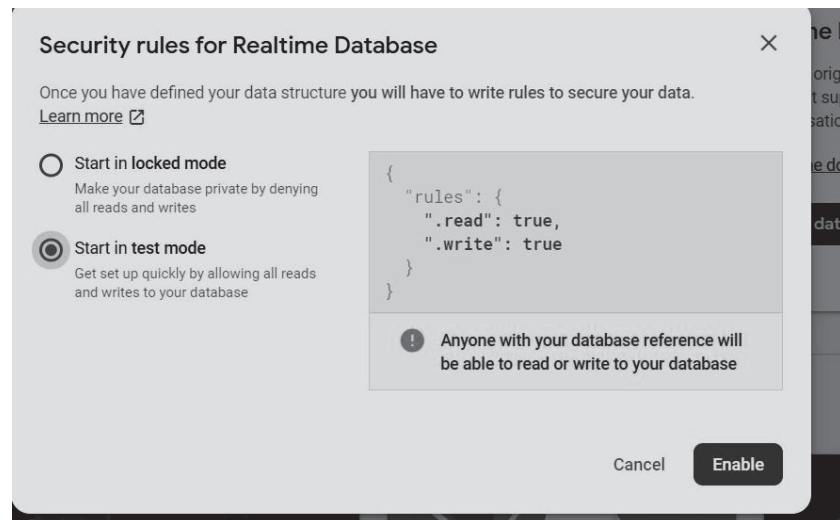 Security rules for Realtime Database
Once you have defined your data structure you will have to write rules to secure your data.
Learn more
Start in locked mode
Make your database private by denying
all reads and writes
Start in test mode
Get set up quickly by allowing all reads
and writes to your database
{
"rules": {
".read": true,
".write": true
}
}
! Anyone with your database reference will
be able to read or write to your database
Cancel
Enable